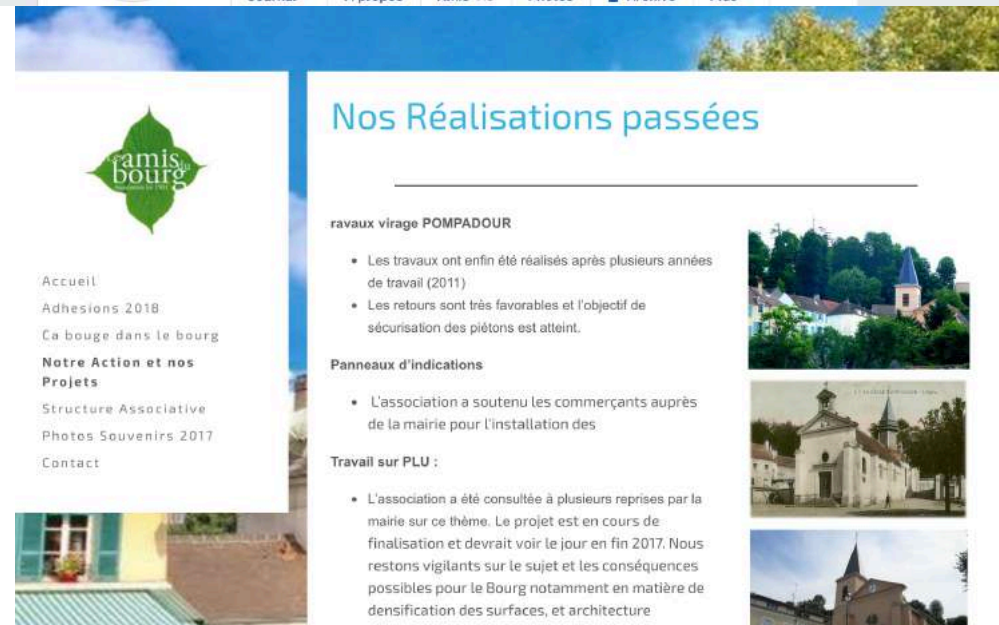 Nos Réalisations passées
amis du
bourg
Accueil
Adhesions 2018
Ca bouge dans le bourg
Notre Action et nos
Projets
Structure Associative
Photos Souvenirs 2017
Contact
ravaux virage POMPADOUR
• Les travaux ont enfin été réalisés après plusieurs années
de travail (2011)
• Les retours sont très favorables et l'objectif de
sécurisation des piétons est atteint.
Panneaux d'indications
• L'association a soutenu les commerçants auprès
de la mairie pour l'installation des
Travail sur PLU :
• L'association a été consultée à plusieurs reprises par la
mairie sur ce thème. Le projet est en cours de
finalisation et devrait voir le jour en fin 2017. Nous
restons vigilants sur le sujet et les conséquences
possibles pour le Bourg notamment en matière de
densification des surfaces, et architecture